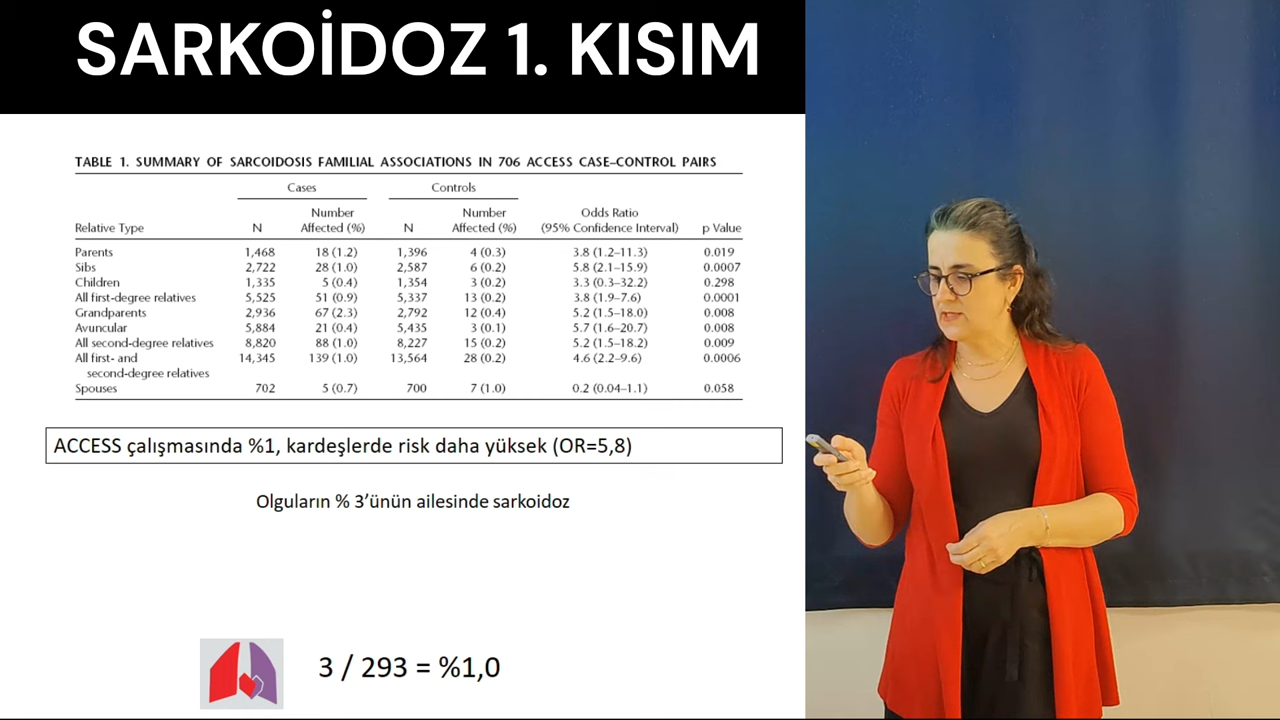 SARKOİDOZ 1. KISIM
TABLE 1. SUMMARY OF SARCOIDOSIS FAMILIAL ASSOCIATIONS IN 706 ACCESS CASE–CONTROL PAIRS
Cases Controls
Number Number Odds Ratio
Relative Type N Affected (%) N Affected (%) (95% Confidence Interval) p Value
Parents 1,468 18 (1.2) 1,396 4 (0.3) 3.8 (1.2–11.3) 0.019
Sibs 2,722 28 (1.0) 2,587 6 (0.2) 5.8 (2.1–15.9) 0.0007
Children 1,335 5 (0.4) 1,354 3 (0.2) 3.3 (0.3–32.2) 0.298
All first-degree relatives 5,525 51 (0.9) 5,337 13 (0.2) 3.8 (1.9–7.6) 0.0001
Grandparents 2,936 67 (2.3) 2,792 12 (0.4) 5.2 (1.5–18.0) 0.008
Avuncular 5,884 21 (0.4) 5,435 3 (0.1) 5.7 (1.6–20.7) 0.008
All second-degree relatives 8,820 88 (1.0) 8,227 15 (0.2) 5.2 (1.5–18.2) 0.009
All first- and 14,345 139 (1.0) 13,564 28 (0.2) 4.6 (2.2–9.6) 0.0006
second-degree relatives
Spouses 702 5 (0.7) 700 7 (1.0) 0.2 (0.04–1.1) 0.058
ACCESS çalışmasında %1, kardeşlerde risk daha yüksek (OR=5,8)
Olguların % 3’ünün ailesinde sarkoidoz
3 / 293 = %1,0